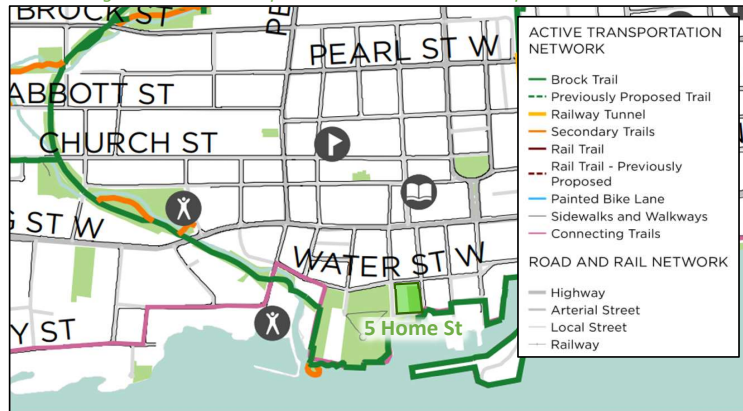 BROCK ST
PEARL ST W
ABBOTT ST
CHURCH ST
G ST W
WATER ST W
5 Home St
Y ST
ACTIVE TRANSPORTATION
NETWORK
Brock Trail
Previously Proposed Trail
Railway Tunnel
Secondary Trails
Rail Trail
Rail Trail - Previously
Proposed
Painted Bike Lane
Sidewalks and Walkways
Connecting Trails
ROAD AND RAIL NETWORK
Highway
Arterial Street
Local Street
Railway